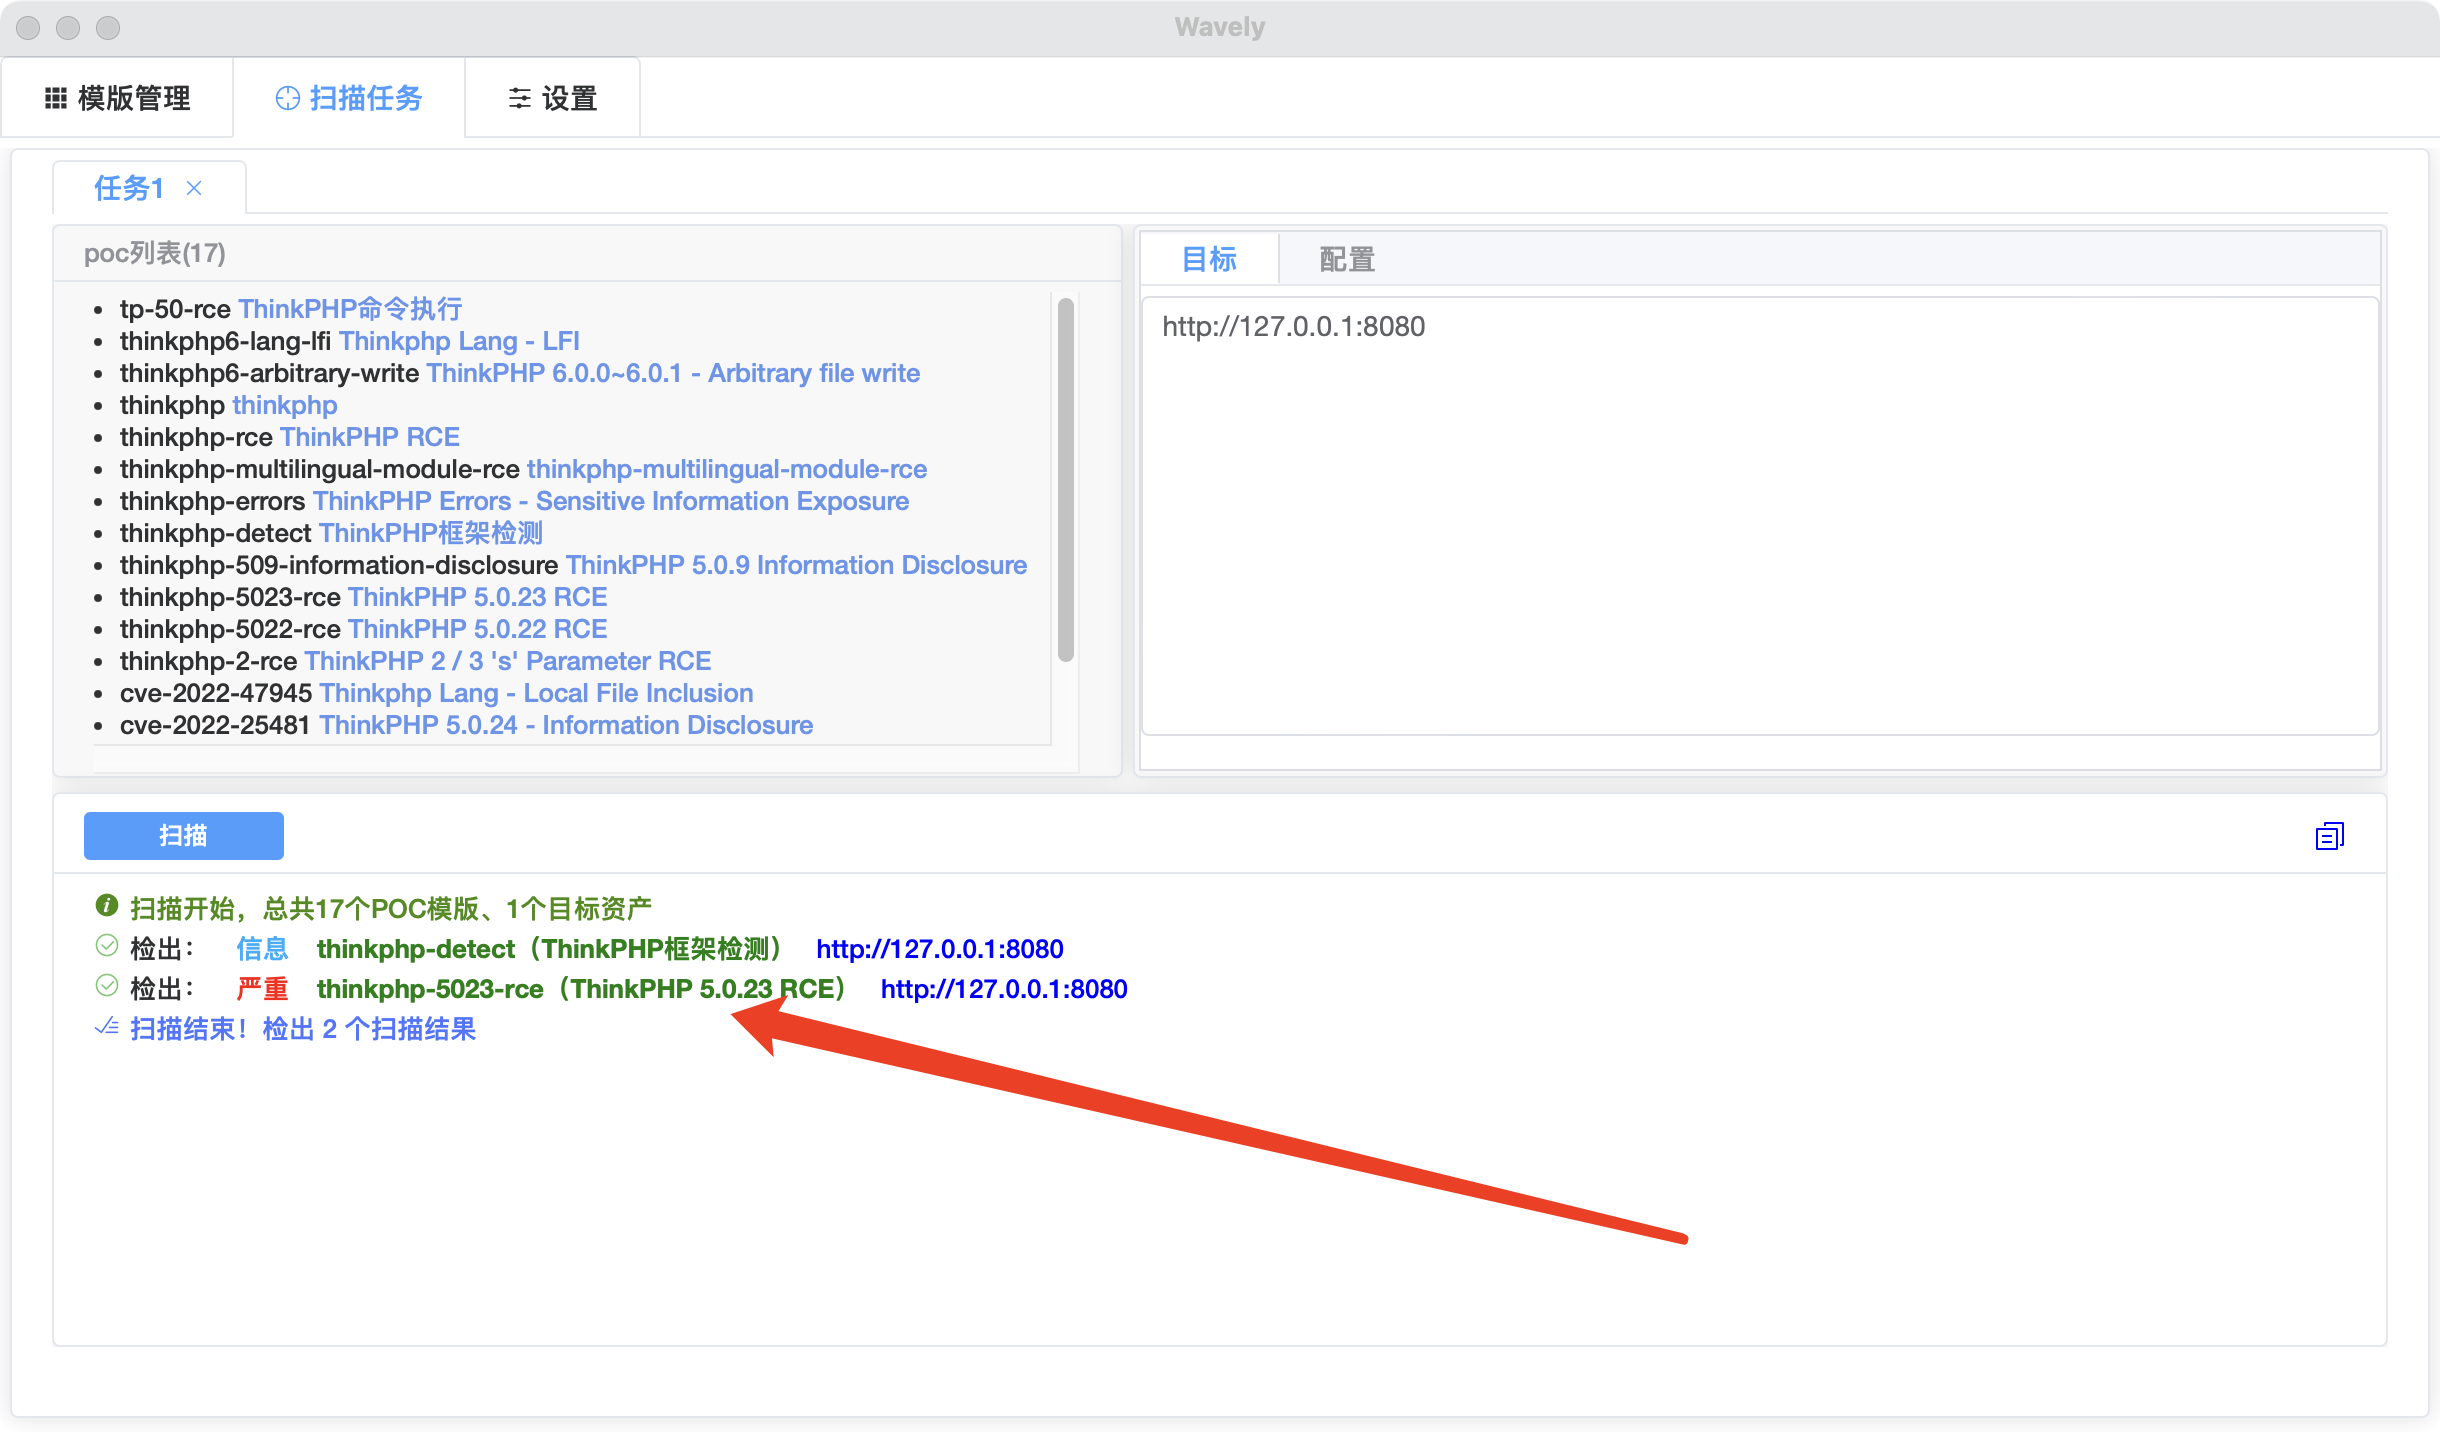 Wavely
模版管理 扫描任务 设置
任务1
poc列表(17)
tp-50-rce ThinkPHP命令执行
thinkphp6-lang-lfi Thinkphp Lang - LFI
thinkphp6-arbitrary-write ThinkPHP 6.0.0~6.0.1 - Arbitrary file write
thinkphp thinkphp
thinkphp-rce ThinkPHP RCE
thinkphp-multilingual-module-rce thinkphp-multilingual-module-rce
thinkphp-errors ThinkPHP Errors - Sensitive Information Exposure
thinkphp-detect ThinkPHP框架检测
thinkphp-509-information-disclosure ThinkPHP 5.0.9 Information Disclosure
thinkphp-5023-rce ThinkPHP 5.0.23 RCE
thinkphp-5022-rce ThinkPHP 5.0.22 RCE
thinkphp-2-rce ThinkPHP 2 / 3 's' Parameter RCE
cve-2022-47945 Thinkphp Lang - Local File Inclusion
cve-2022-25481 ThinkPHP 5.0.24 - Information Disclosure
目标 配置
http://127.0.0.1:8080
扫描
扫描开始，总共17个POC模版、1个目标资产
检出： 信息 thinkphp-detect（ThinkPHP框架检测） http://127.0.0.1:8080
检出： 严重 thinkphp-5023-rce（ThinkPHP 5.0.23 RCE） http://127.0.0.1:8080
扫描结束！检出 2 个扫描结果